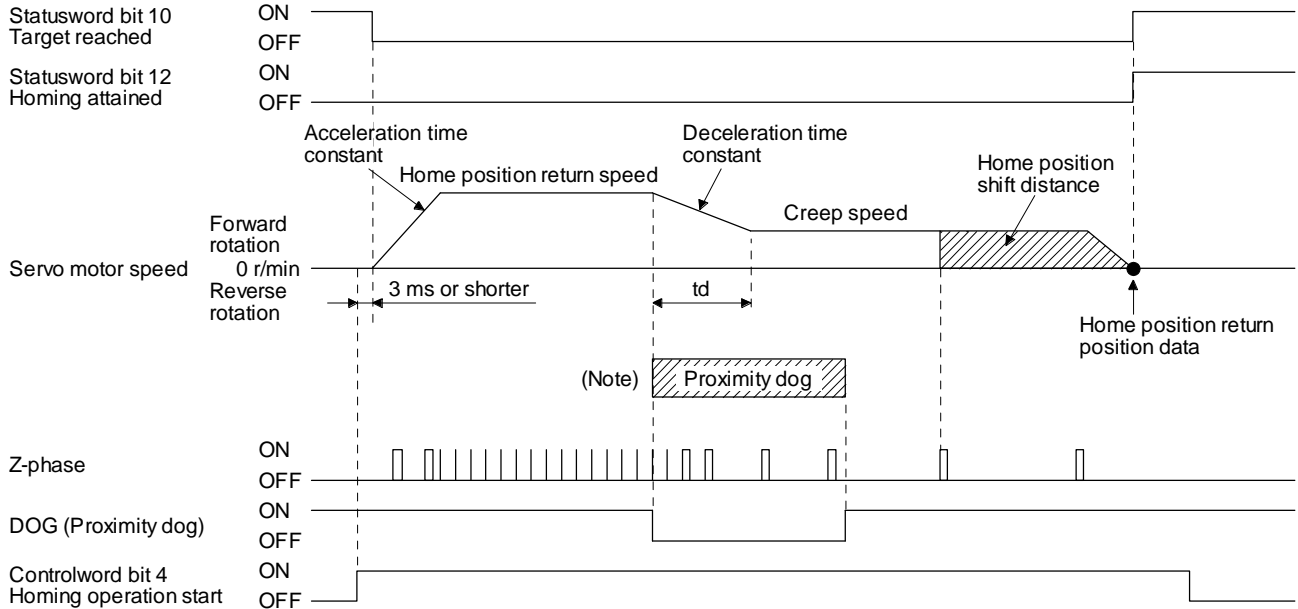 Statusword bit 10
Target reached
ON
OFF
Statusword bit 12
Homing attained
ON
OFF
Acceleration time
constant
Home position return speed
Deceleration time
constant
Creep speed
Home position
shift distance
Forward
rotation
Servo motor speed
0 r/min
Reverse
rotation
3 ms or shorter
td
Home position return
position data
(Note)
Proximity dog
Z-phase
ON
OFF
DOG (Proximity dog)
ON
OFF
Controlword bit 4
Homing operation start
ON
OFF